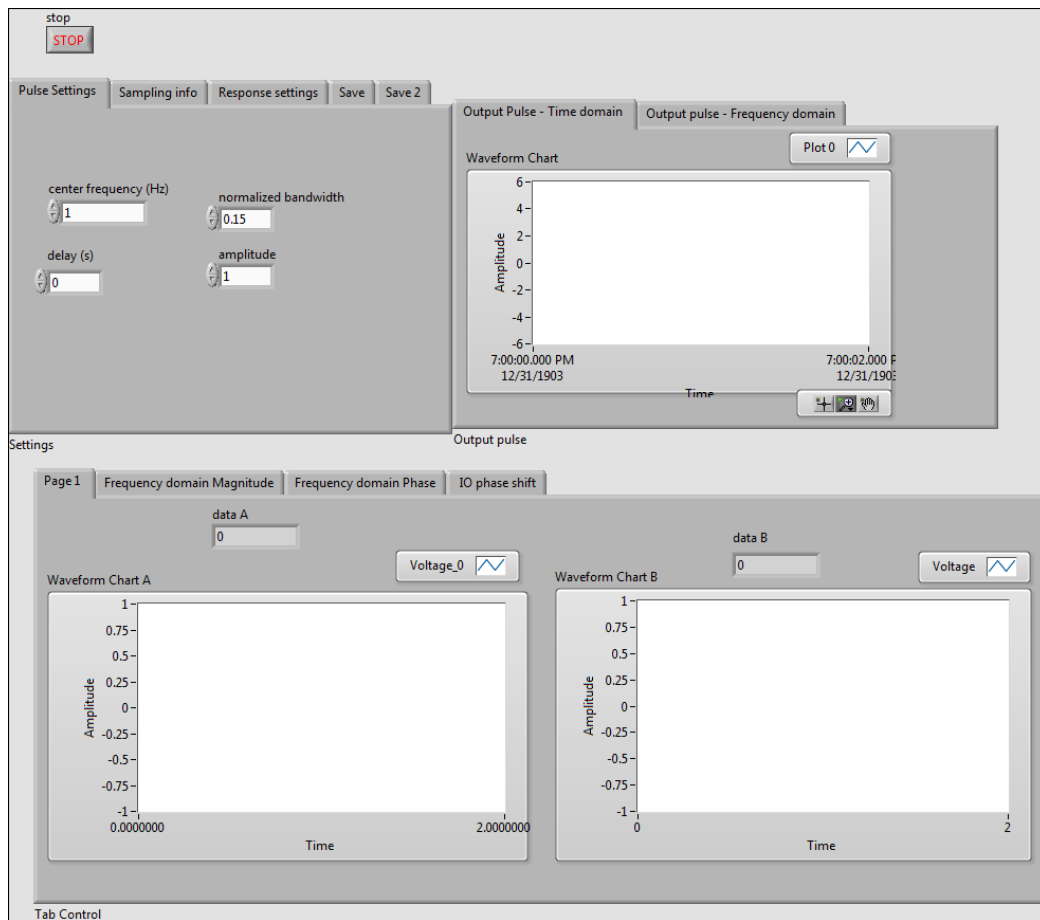 stop
STOP
Pulse Settings Sampling info Response settings Save Save 2
center frequency (Hz)
1
normalized bandwidth
0.15
delay (s)
0
amplitude
1
Settings
Output Pulse - Time domain Output pulse - Frequency domain
Plot 0
Waveform Chart
6
4
2
0
-2
-4
-6
Amplitude
7:00:00.000 PM 7:00:02.000 P
12/31/1903 12/31/190
Time
Output pulse
Page 1 Frequency domain Magnitude Frequency domain Phase IO phase shift
data A
0
Voltage_0
Waveform Chart A
1
0.75
0.5
0.25
0
-0.25
-0.5
-0.75
-1
Amplitude
0.0000000 2.0000000
Time
data B
0
Voltage
Waveform Chart B
1
0.75
0.5
0.25
0
-0.25
-0.5
-0.75
-1
Amplitude
0 2
Time
Tab Control